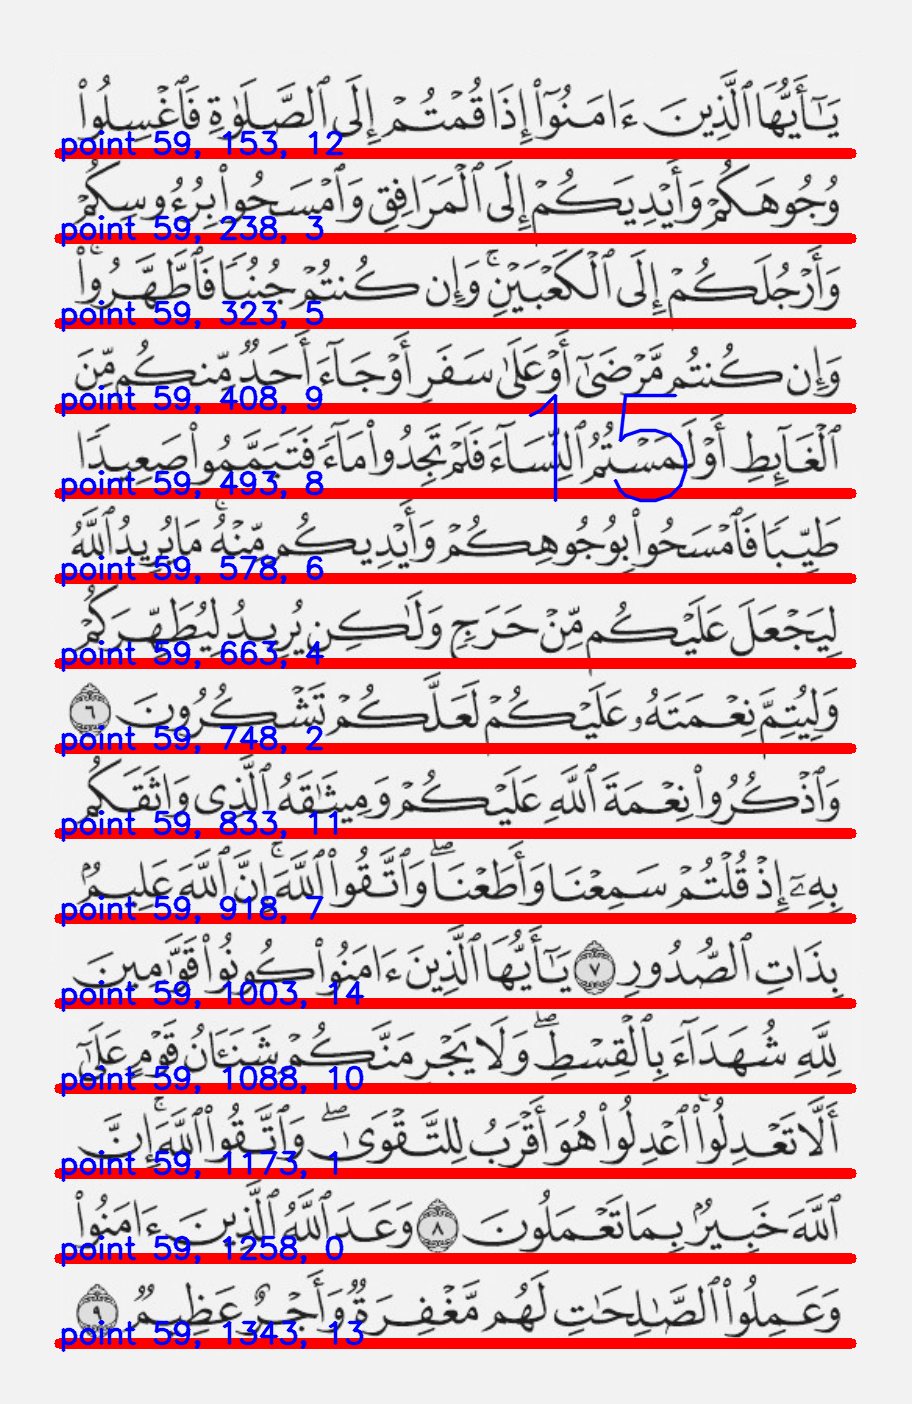 يَـٰٓأَيُّهَا ٱلَّذِينَ ءَامَنُوٓا۟ إِذَا قُمْتُمْ إِلَى ٱلصَّلَوٰةِ فَٱغْسِلُوا۟
point 59, 153, 12
وُجُوهَكُمْ وَأَيْدِيَكُمْ إِلَى ٱلْمَرَافِقِ وَٱمْسَحُوا۟ بِرُءُوسِكُمْ
point 59, 238, 3
وَأَرْجُلَكُمْ إِلَى ٱلْكَعْبَيْنِ ۚ وَإِن كُنتُمْ جُنُبًا فَٱطَّهَّرُوا۟ ۚ
point 59, 323, 5
وَإِن كُنتُم مَّرْضَىٰٓ أَوْ عَلَىٰ سَفَرٍ أَوْ جَآءَ أَحَدٌ مِّنكُم مِّنَ
point 59, 408, 9
15
ٱلْغَآئِطِ أَوْ لَـٰمَسْتُمُ ٱلنِّسَآءَ فَلَمْ تَجِدُوا۟ مَآءً فَتَيَمَّمُوا۟ صَعِيدًا
point 59, 493, 8
طَيِّبًا فَٱمْسَحُوا۟ بِوُجُوهِكُمْ وَأَيْدِيكُم مِّنْهُ ۚ مَا يُرِيدُ ٱللَّهُ
point 59, 578, 6
لِيَجْعَلَ عَلَيْكُم مِّنْ حَرَجٍ وَلَـٰكِن يُرِيدُ لِيُطَهِّرَكُمْ
point 59, 663, 4
وَلِيُتِمَّ نِعْمَتَهُۥ عَلَيْكُمْ لَعَلَّكُمْ تَشْكُرُونَ ٦
point 59, 748, 2
وَٱذْكُرُوا۟ نِعْمَةَ ٱللَّهِ عَلَيْكُمْ وَمِيثَـٰقَهُ ٱلَّذِى وَاثَقَكُم
point 59, 833, 11
بِهِۦٓ إِذْ قُلْتُمْ سَمِعْنَا وَأَطَعْنَا ۖ وَٱتَّقُوا۟ ٱللَّهَ ۚ إِنَّ ٱللَّهَ عَلِيمٌۢ
point 59, 918, 7
بِذَاتِ ٱلصُّدُورِ ٧ يَـٰٓأَيُّهَا ٱلَّذِينَ ءَامَنُوا۟ كُونُوا۟ قَوَّٰمِينَ
point 59, 1003, 14
لِلَّهِ شُهَدَآءَ بِٱلْقِسْطِ ۖ وَلَا يَجْرِمَنَّكُمْ شَنَـَٔانُ قَوْمٍ عَلَىٰٓ
point 59, 1088, 10
أَلَّا تَعْدِلُوا۟ ۚ ٱعْدِلُوا۟ هُوَ أَقْرَبُ لِلتَّقْوَىٰ ۖ وَٱتَّقُوا۟ ٱللَّهَ ۚ إِنَّ
point 59, 1173, 1
ٱللَّهَ خَبِيرٌۢ بِمَا تَعْمَلُونَ ٨ وَعَدَ ٱللَّهُ ٱلَّذِينَ ءَامَنُوا۟
point 59, 1258, 0
وَعَمِلُوا۟ ٱلصَّـٰلِحَـٰتِ لَهُم مَّغْفِرَةٌ وَأَجْرٌ عَظِيمٌ ٩
point 59, 1343, 13